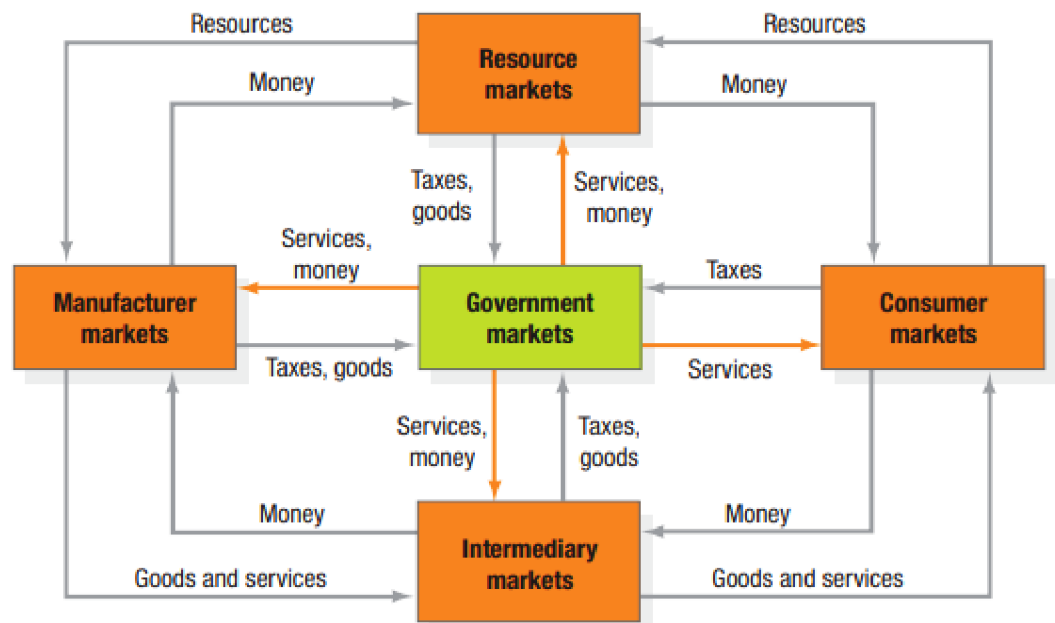 Resources
Resources
Resource
markets
Money
Money
Taxes,
goods
Services,
money
Services,
money
Taxes
Manufacturer
markets
Government
markets
Consumer
markets
Taxes, goods
Services
Services,
money
Taxes,
goods
Money
Money
Intermediary
markets
Goods and services
Goods and services